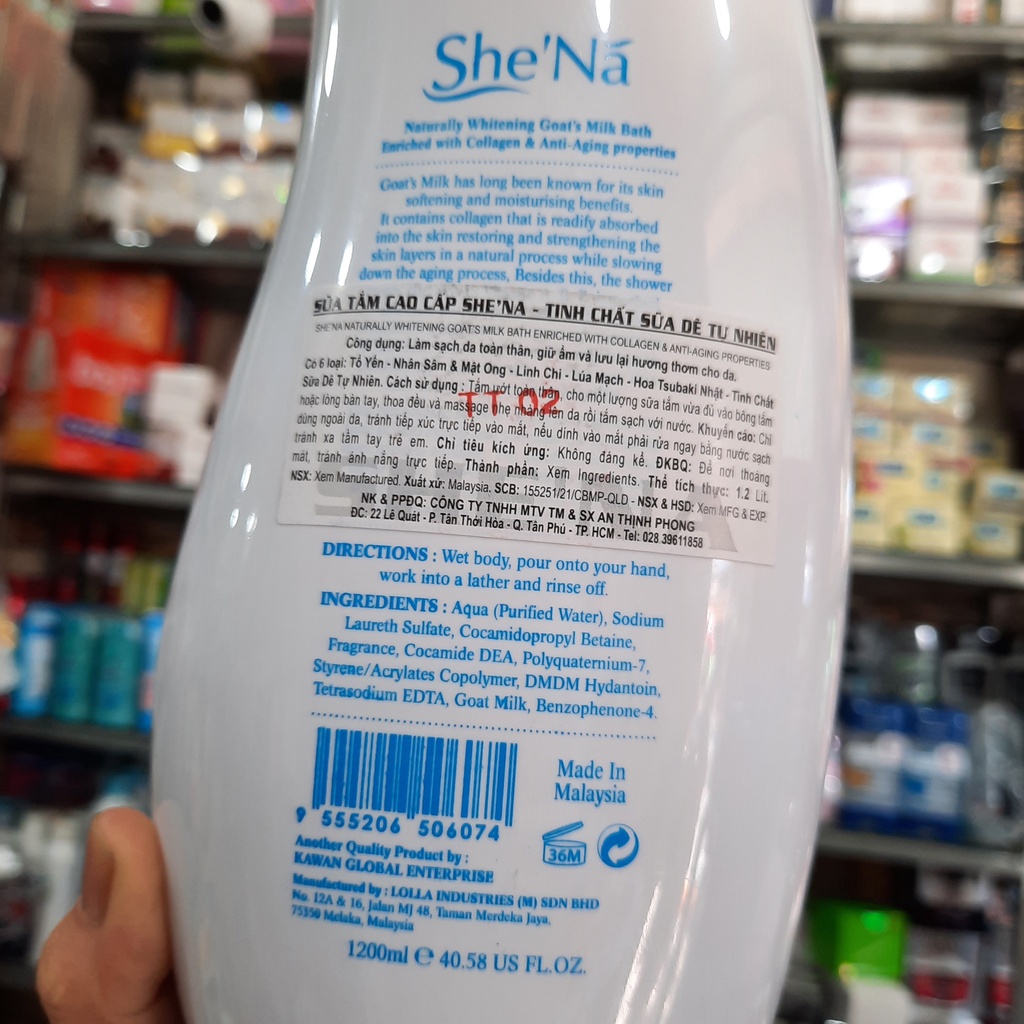 She'Nă
Naturally Whitening Goat's Milk Bath
Enriched with Collagen & Anti-Aging properties
Goat's Milk has long been known for its skin
softening and moisturising benefits.
It contains collagen that is readify absorbed
into the skin restoring and strengthening the
skin layers in a natural process while slowing
down the aging process, Besides this, the shower
SỮA TẮM CAO CẤP SHE'NA - TINH CHẤT SỮA DÊ TỰ NHIÊN
SHE'NA NATURALLY WHITENING GOAT'S MILK BATH ENRICHED WITH COLLAGEN & ANTI-AGING PROPERTIES
Công dụng: Làm sạch da toàn thân, giữ ẩm và lưu lại hương thơm cho da.
Có 6 loại: Tổ Yến - Nhân Sâm & Mật Ong - Linh Chi - Lúa Mạch - Hoa Tsubaki Nhật - Tinh Chất
Sữa Dê Tự Nhiên. Cách sử dụng : Tắm ướt toàn thân, cho một lượng sữa tắm vừa đủ vào bông tắm
TT 02
hoặc lòng bàn tay, thoa đều và massage nhẹ nhàng lên da rồi tắm sạch với nước. Khuyến cáo: Chỉ
dùng ngoài da, tránh tiếp xúc trực tiếp vào mắt, nếu dính vào mắt phải rửa ngay bằng nước sạch
tránh xa tầm tay trẻ em. Chỉ tiêu kích ứng: Không đáng kể. ĐKBQ: Để nơi thoáng
mát, tránh ánh nắng trực tiếp. Thành phần: Xem Ingredients. Thể tích thực: 1.2 Lít.
NSX: Xem Manufactured. Xuất xứ: Malaysia. SCB: 155251/21/CBMP-QLD - NSX & HSD: Xem MFG & EXP.
NK & PPĐQ: CÔNG TY TNHH MTV TM & SX AN THỊNH PHONG
ĐC: 22 Lê Quát - P. Tân Thới Hòa - Q. Tân Phú - TP. HCM - Tel: 028 39611858
DIRECTIONS : Wet body, pour onto your hand,
work into a lather and rinse off.
INGREDIENTS : Aqua (Purified Water), Sodium
Laureth Sulfate, Cocamidopropyl Betaine,
Fragrance, Cocamide DEA, Polyquaternium-7,
Styrene/Acrylates Copolymer, DMDM Hydantoin,
Tetrasodium EDTA, Goat Milk, Benzophenone-4.
Made In
Malaysia
9 555206 506074
36M
Another Quality Product by :
KAWAN GLOBAL ENTERPRISE
Manufactured by : LOLLA INDUSTRIES (M) SDN BHD
No. 12A & 16, Jalan MJ 48, Taman Merdeka Jaya,
75350 Melaka, Malaysia
1200ml ℮ 40.58 US FL.OZ.